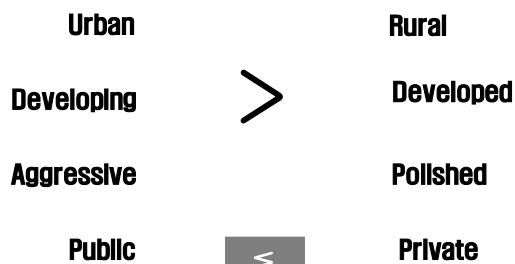 Urban Rural
>
Developing Developed
Aggressive Polished
Public Private
<